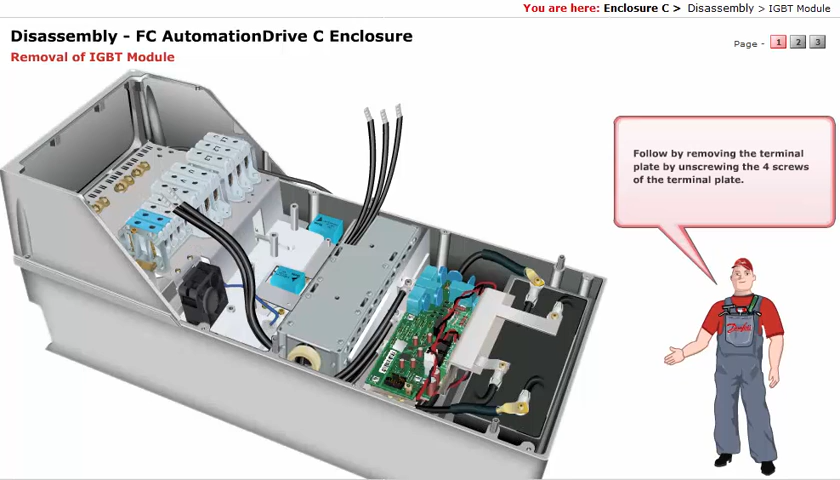 You are here: Enclosure C > Disassembly > IGBT Module
Disassembly - FC AutomationDrive C Enclosure
Removal of IGBT Module
Page - 1 2 3
Follow by removing the terminal
plate by unscrewing the 4 screws
of the terminal plate.
Danfoss